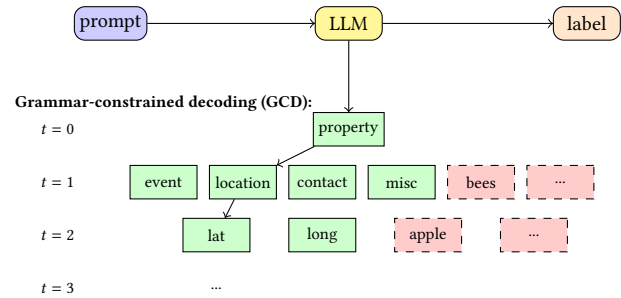 prompt LLM label
Grammar-constrained decoding (GCD):
t = 0 property
t = 1 event location contact misc bees ...
t = 2 lat long apple ...
t = 3 ...